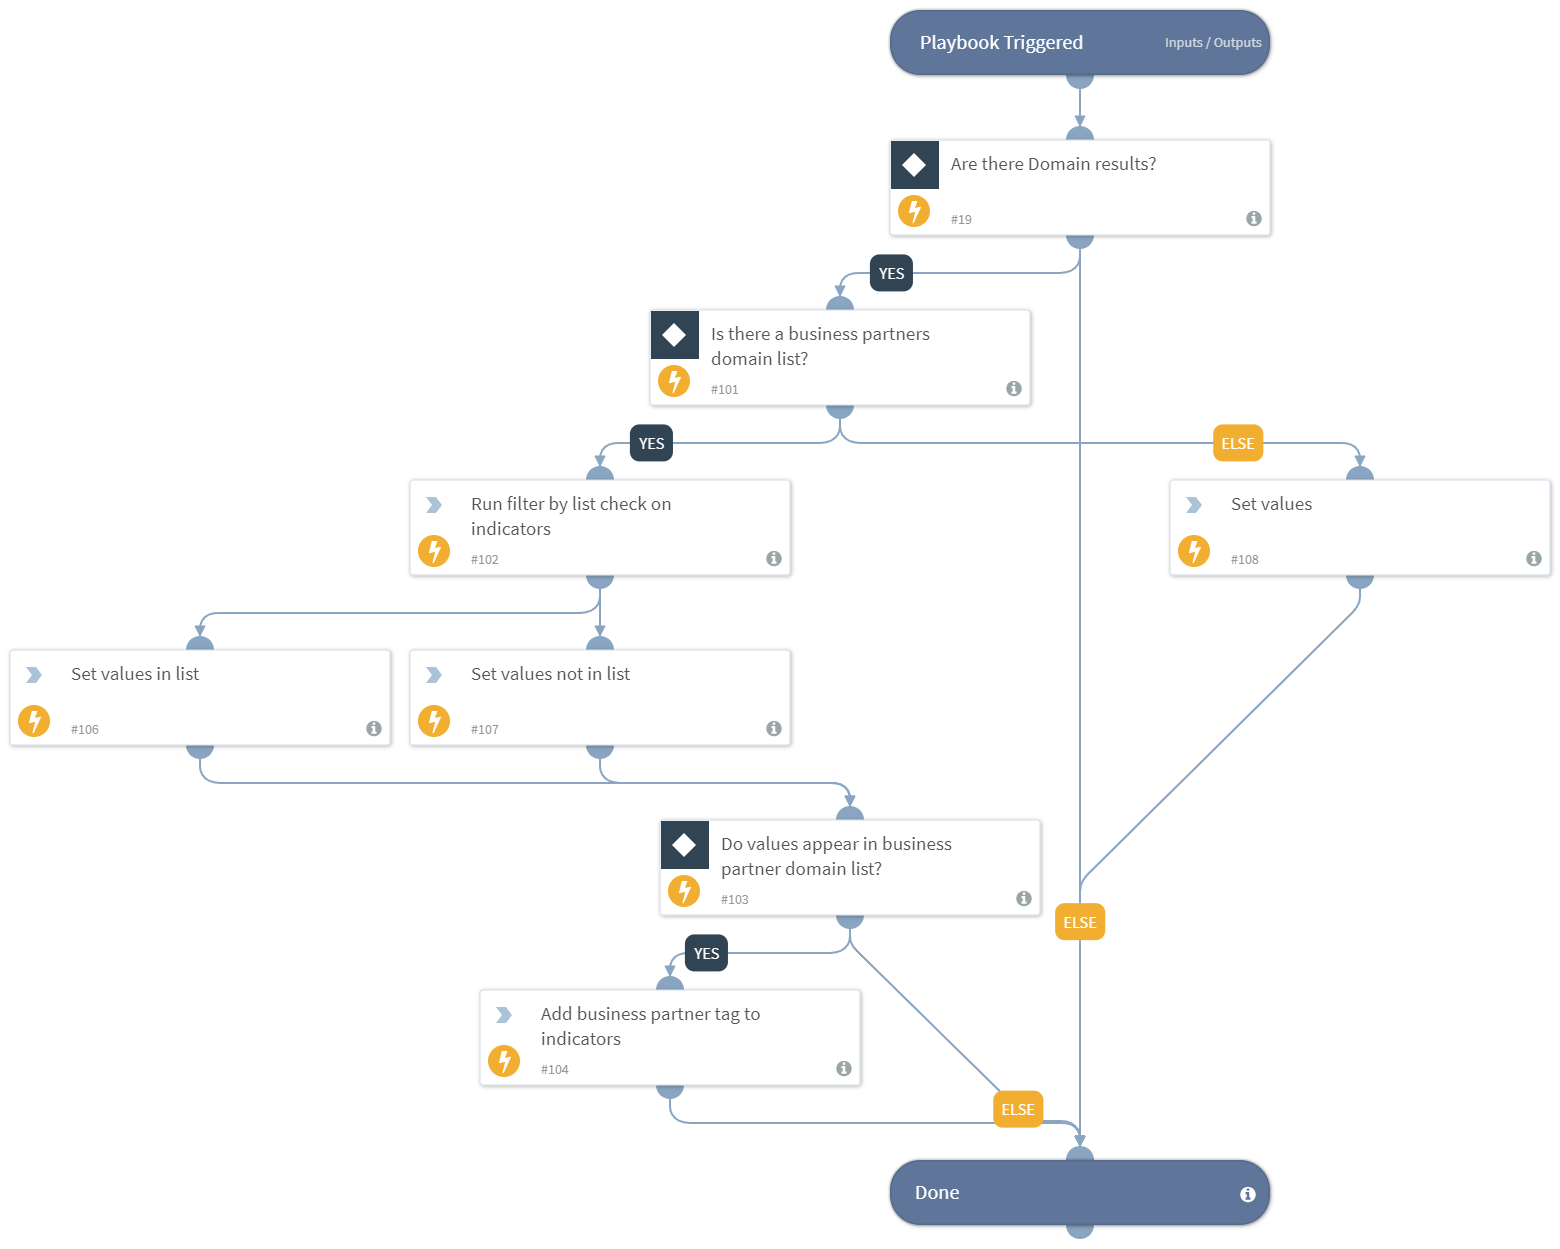 Playbook Triggered
Inputs / Outputs
Are there Domain results?
#19
YES
Is there a business partners
domain list?
#101
YES
ELSE
Run filter by list check on
indicators
#102
Set values
#108
Set values in list
#106
Set values not in list
#107
Do values appear in business
partner domain list?
#103
ELSE
YES
Add business partner tag to
indicators
#104
ELSE
Done